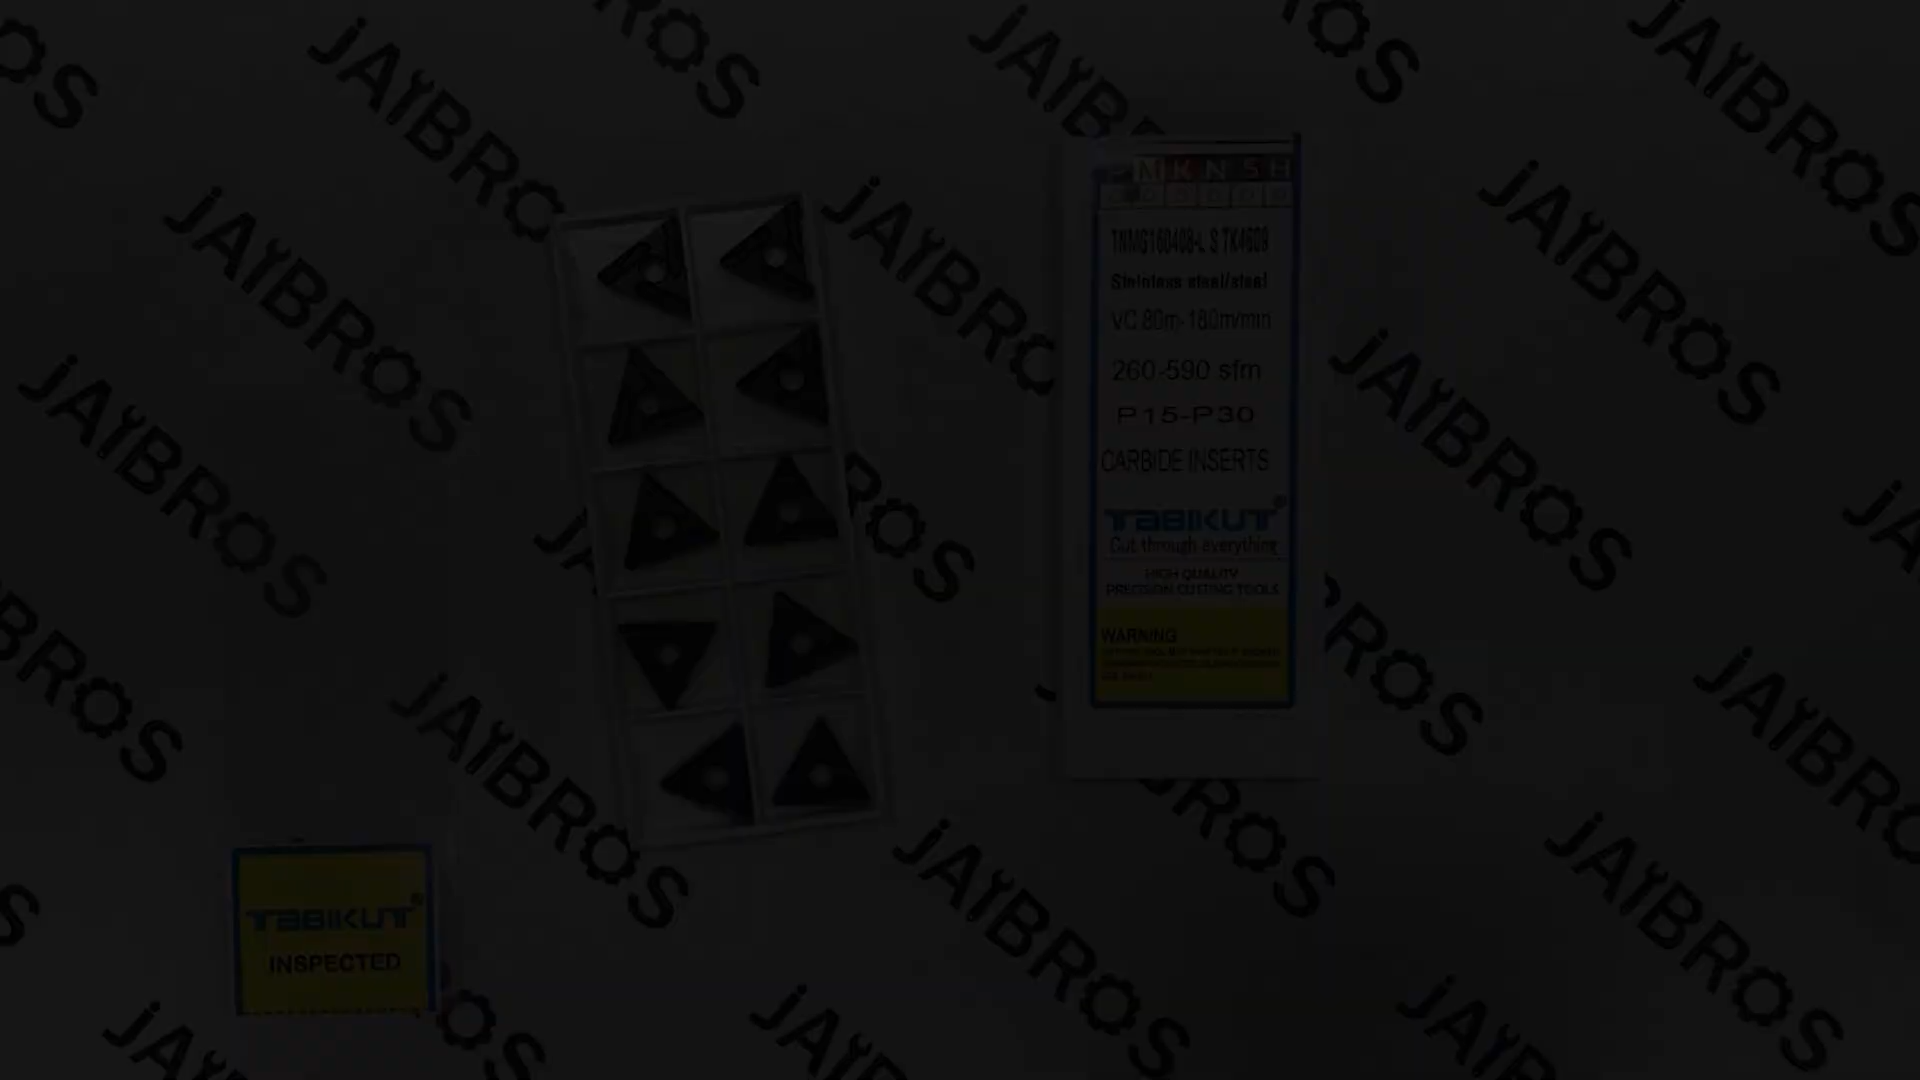 JAYBROS
M K N S H
TNMG160408-L S TK4608
Stninless steel/steel
VC.80m-180m/min
260-590 sfm
P15-P30
CARBIDE INSERTS
TABIKUT®
Cut through everything
HIGH QUALITY
PRECISION CUTTING TOOLS
WARNING
TABIKUT®
INSPECTED